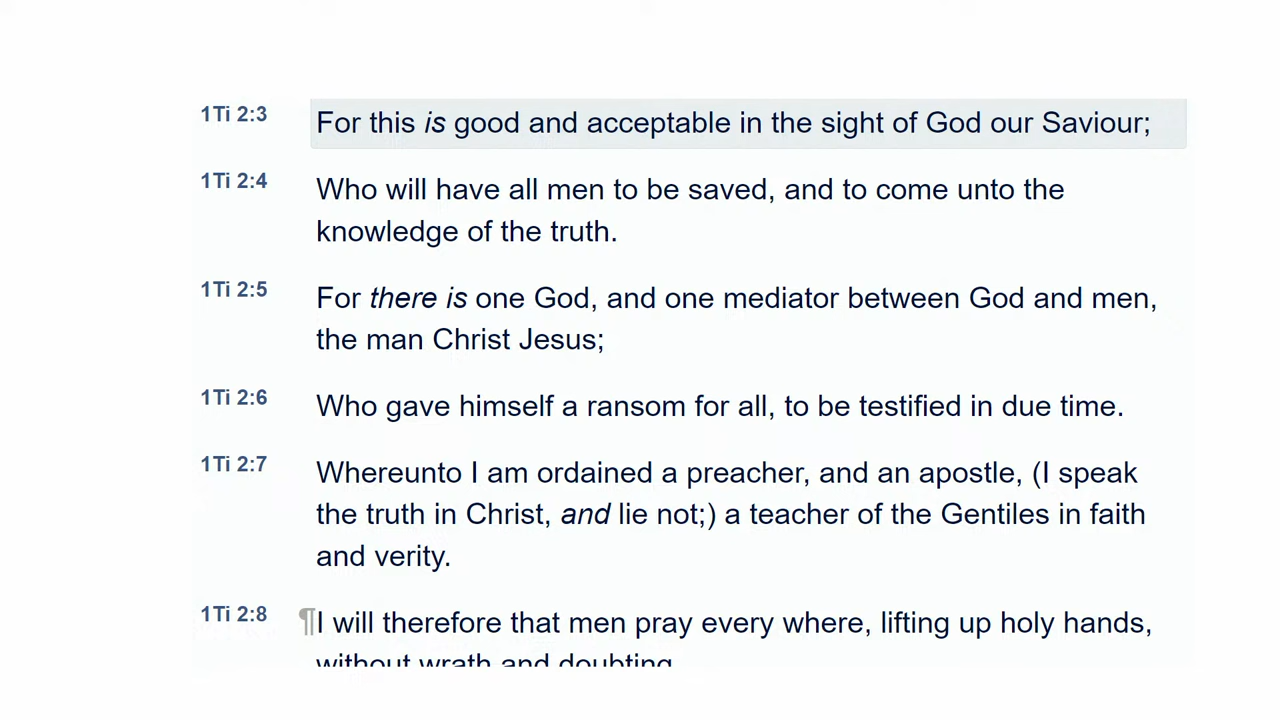 1Ti 2:3 For this is good and acceptable in the sight of God our Saviour;
1Ti 2:4 Who will have all men to be saved, and to come unto the
knowledge of the truth.
1Ti 2:5 For there is one God, and one mediator between God and men,
the man Christ Jesus;
1Ti 2:6 Who gave himself a ransom for all, to be testified in due time.
1Ti 2:7 Whereunto I am ordained a preacher, and an apostle, (I speak
the truth in Christ, and lie not;) a teacher of the Gentiles in faith
and verity.
1Ti 2:8 ¶I will therefore that men pray every where, lifting up holy hands,
without wrath and doubting